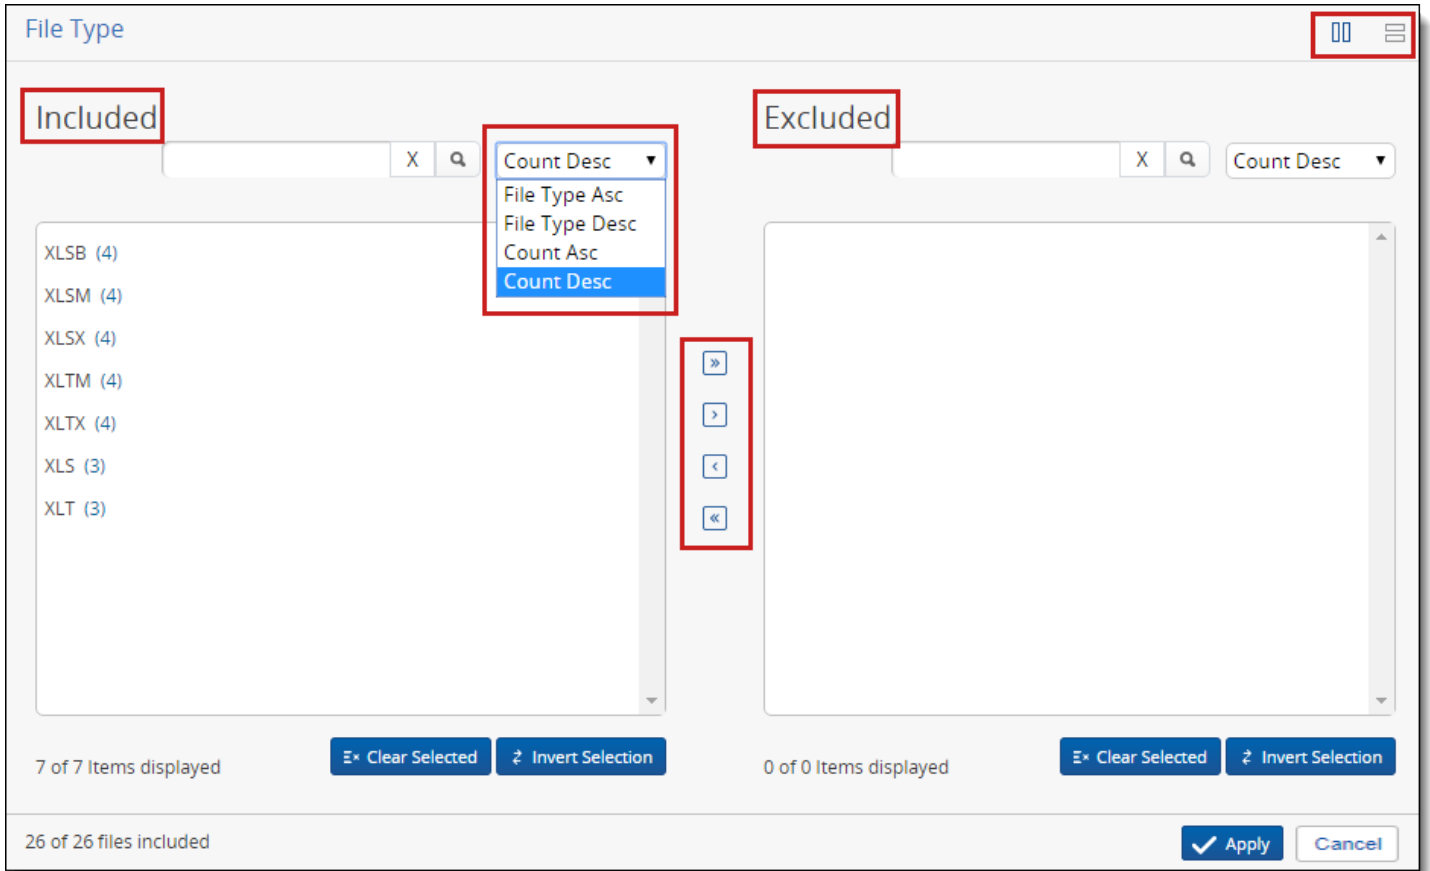 File Type
Included
Excluded
X
Count Desc
X
Count Desc
File Type Asc
File Type Desc
Count Asc
Count Desc
XLSB (4)
XLSM (4)
XLSX (4)
XLTM (4)
XLTX (4)
XLS (3)
XLT (3)
7 of 7 Items displayed
Clear Selected
Invert Selection
0 of 0 Items displayed
Clear Selected
Invert Selection
26 of 26 files included
Apply
Cancel